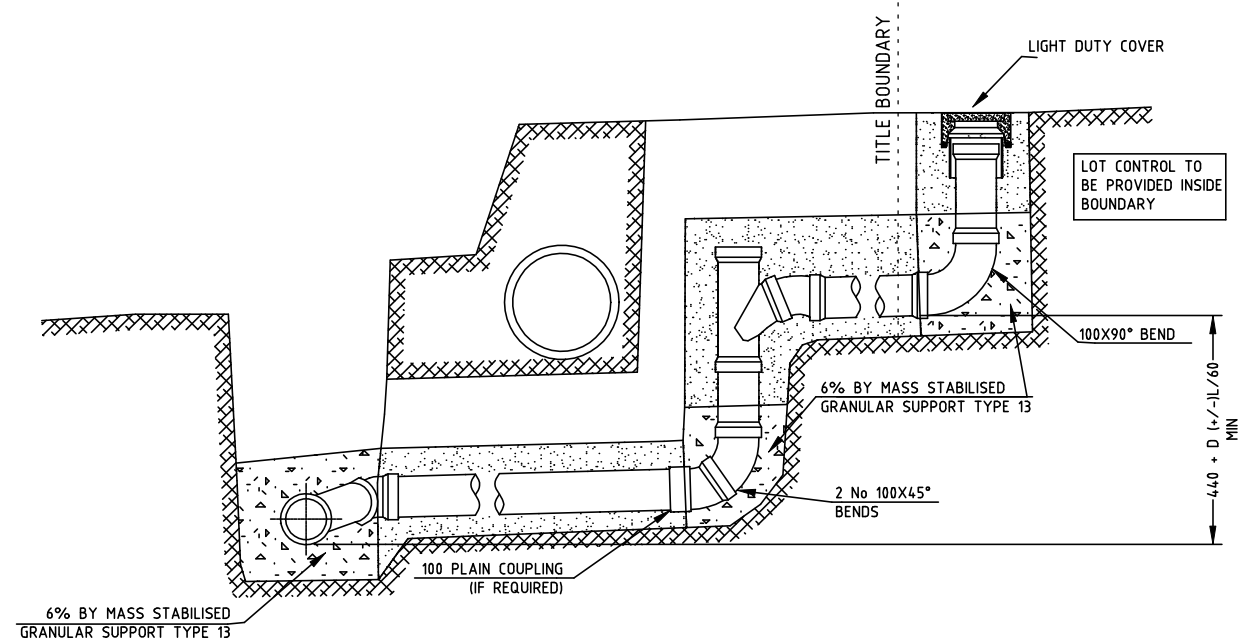 LIGHT DUTY COVER
TITLE BOUNDARY
LOT CONTROL TO
BE PROVIDED INSIDE
BOUNDARY
100X90° BEND
6% BY MASS STABILISED
GRANULAR SUPPORT TYPE 13
440 + D (+/-)L/60
MIN
2 No 100X45°
BENDS
100 PLAIN COUPLING
(IF REQUIRED)
6% BY MASS STABILISED
GRANULAR SUPPORT TYPE 13